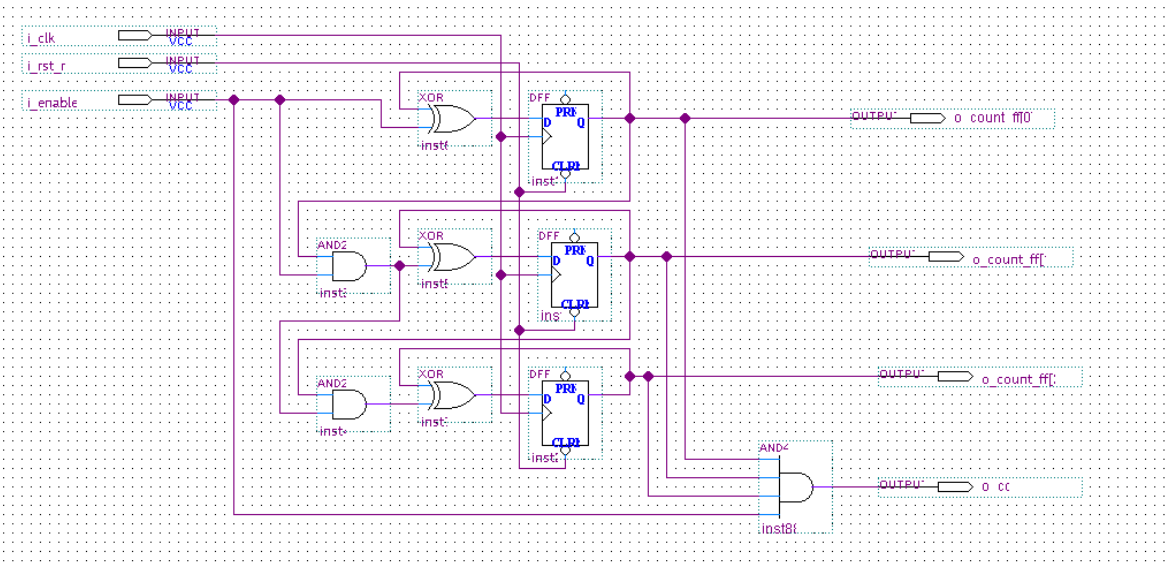 i_clk
INPUT
VCC
i_rst_r
INPUT
VCC
i_enable
INPUT
VCC
XOR
DFF
PRN
D
Q
CLRN
OUTPUT
o_count_ff[0
AND2
XOR
DFF
PRN
D
Q
CLRN
OUTPUT
o_count_ff[
AND2
XOR
DFF
PRN
D
Q
CLRN
OUTPUT
o_count_ff[
AND4
OUTPUT
o_cc